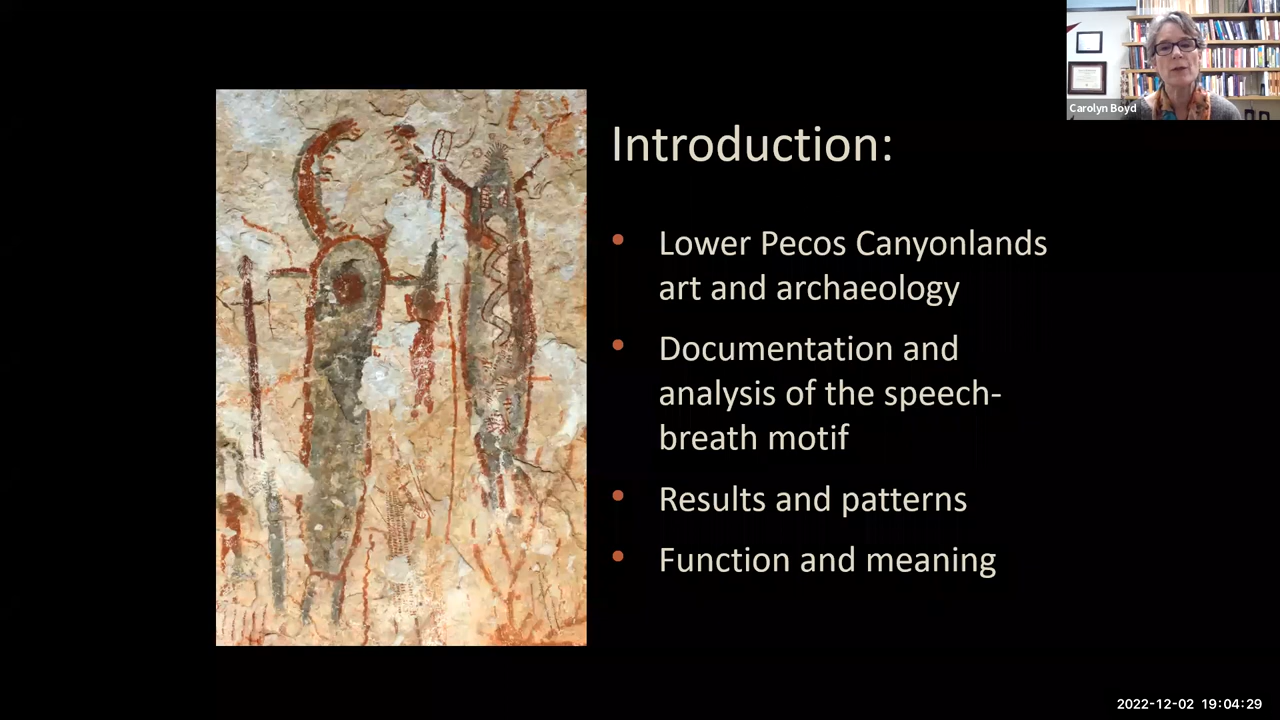 Carolyn Boyd
Introduction:
• Lower Pecos Canyonlands
art and archaeology
• Documentation and
analysis of the speech-
breath motif
• Results and patterns
• Function and meaning
2022-12-02 19:04:29